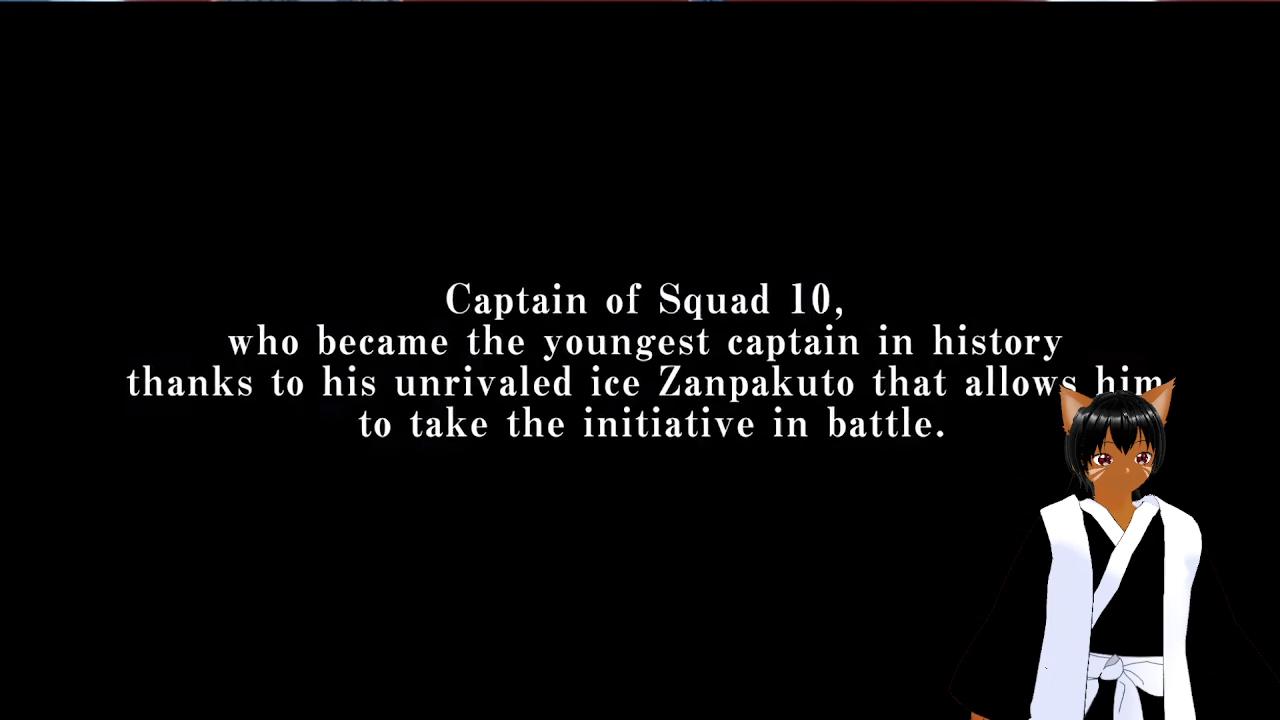 Captain of Squad 10,
who became the youngest captain in history
thanks to his unrivaled ice Zanpakuto that allows him
to take the initiative in battle.